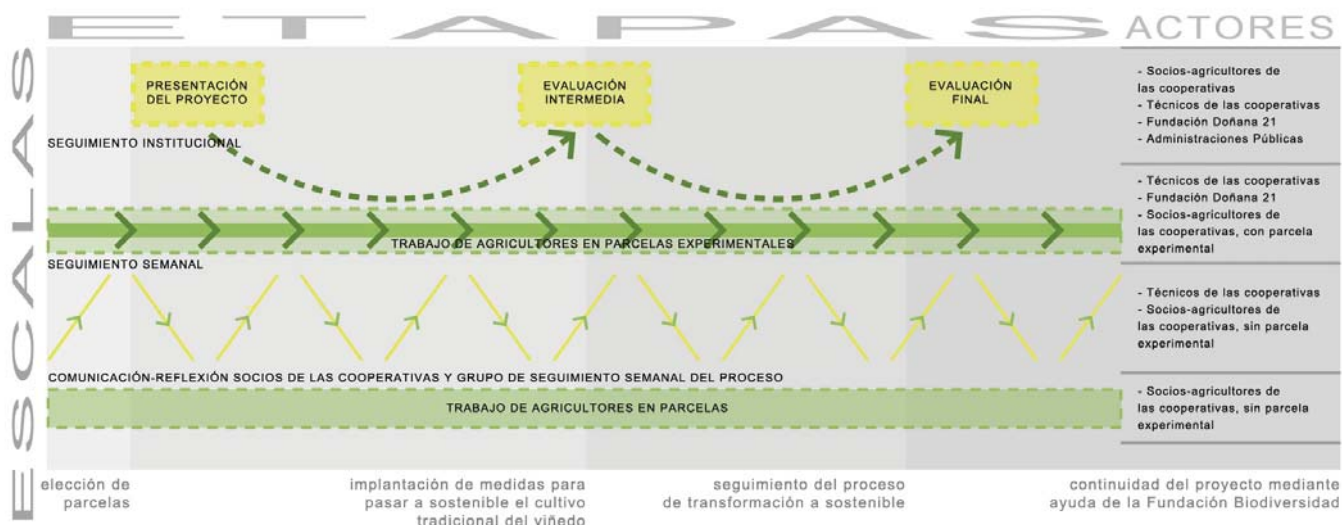 ETAPAS
ACTORES
ESCALAS
PRESENTACIÓN
DEL PROYECTO
EVALUACIÓN
INTERMEDIA
EVALUACIÓN
FINAL
- Socios-agricultores de
las cooperativas
- Técnicos de las cooperativas
- Fundación Doñana 21
- Administraciones Públicas
SEGUIMIENTO INSTITUCIONAL
- Técnicos de las cooperativas
- Fundación Doñana 21
- Socios-agricultores de
las cooperativas, con parcela
experimental
TRABAJO DE AGRICULTORES EN PARCELAS EXPERIMENTALES
SEGUIMIENTO SEMANAL
- Técnicos de las cooperativas
- Socios-agricultores de
las cooperativas, sin parcela
experimental
COMUNICACIÓN-REFLEXIÓN SOCIOS DE LAS COOPERATIVAS Y GRUPO DE SEGUIMIENTO SEMANAL DEL PROCESO
TRABAJO DE AGRICULTORES EN PARCELAS
- Socios-agricultores de
las cooperativas, sin parcela
experimental
elección de
parcelas
implantación de medidas para
pasar a sostenible el cultivo
tradicional del viñedo
seguimiento del proceso
de transformación a sostenible
continuidad del proyecto mediante
ayuda de la Fundación Biodiversidad